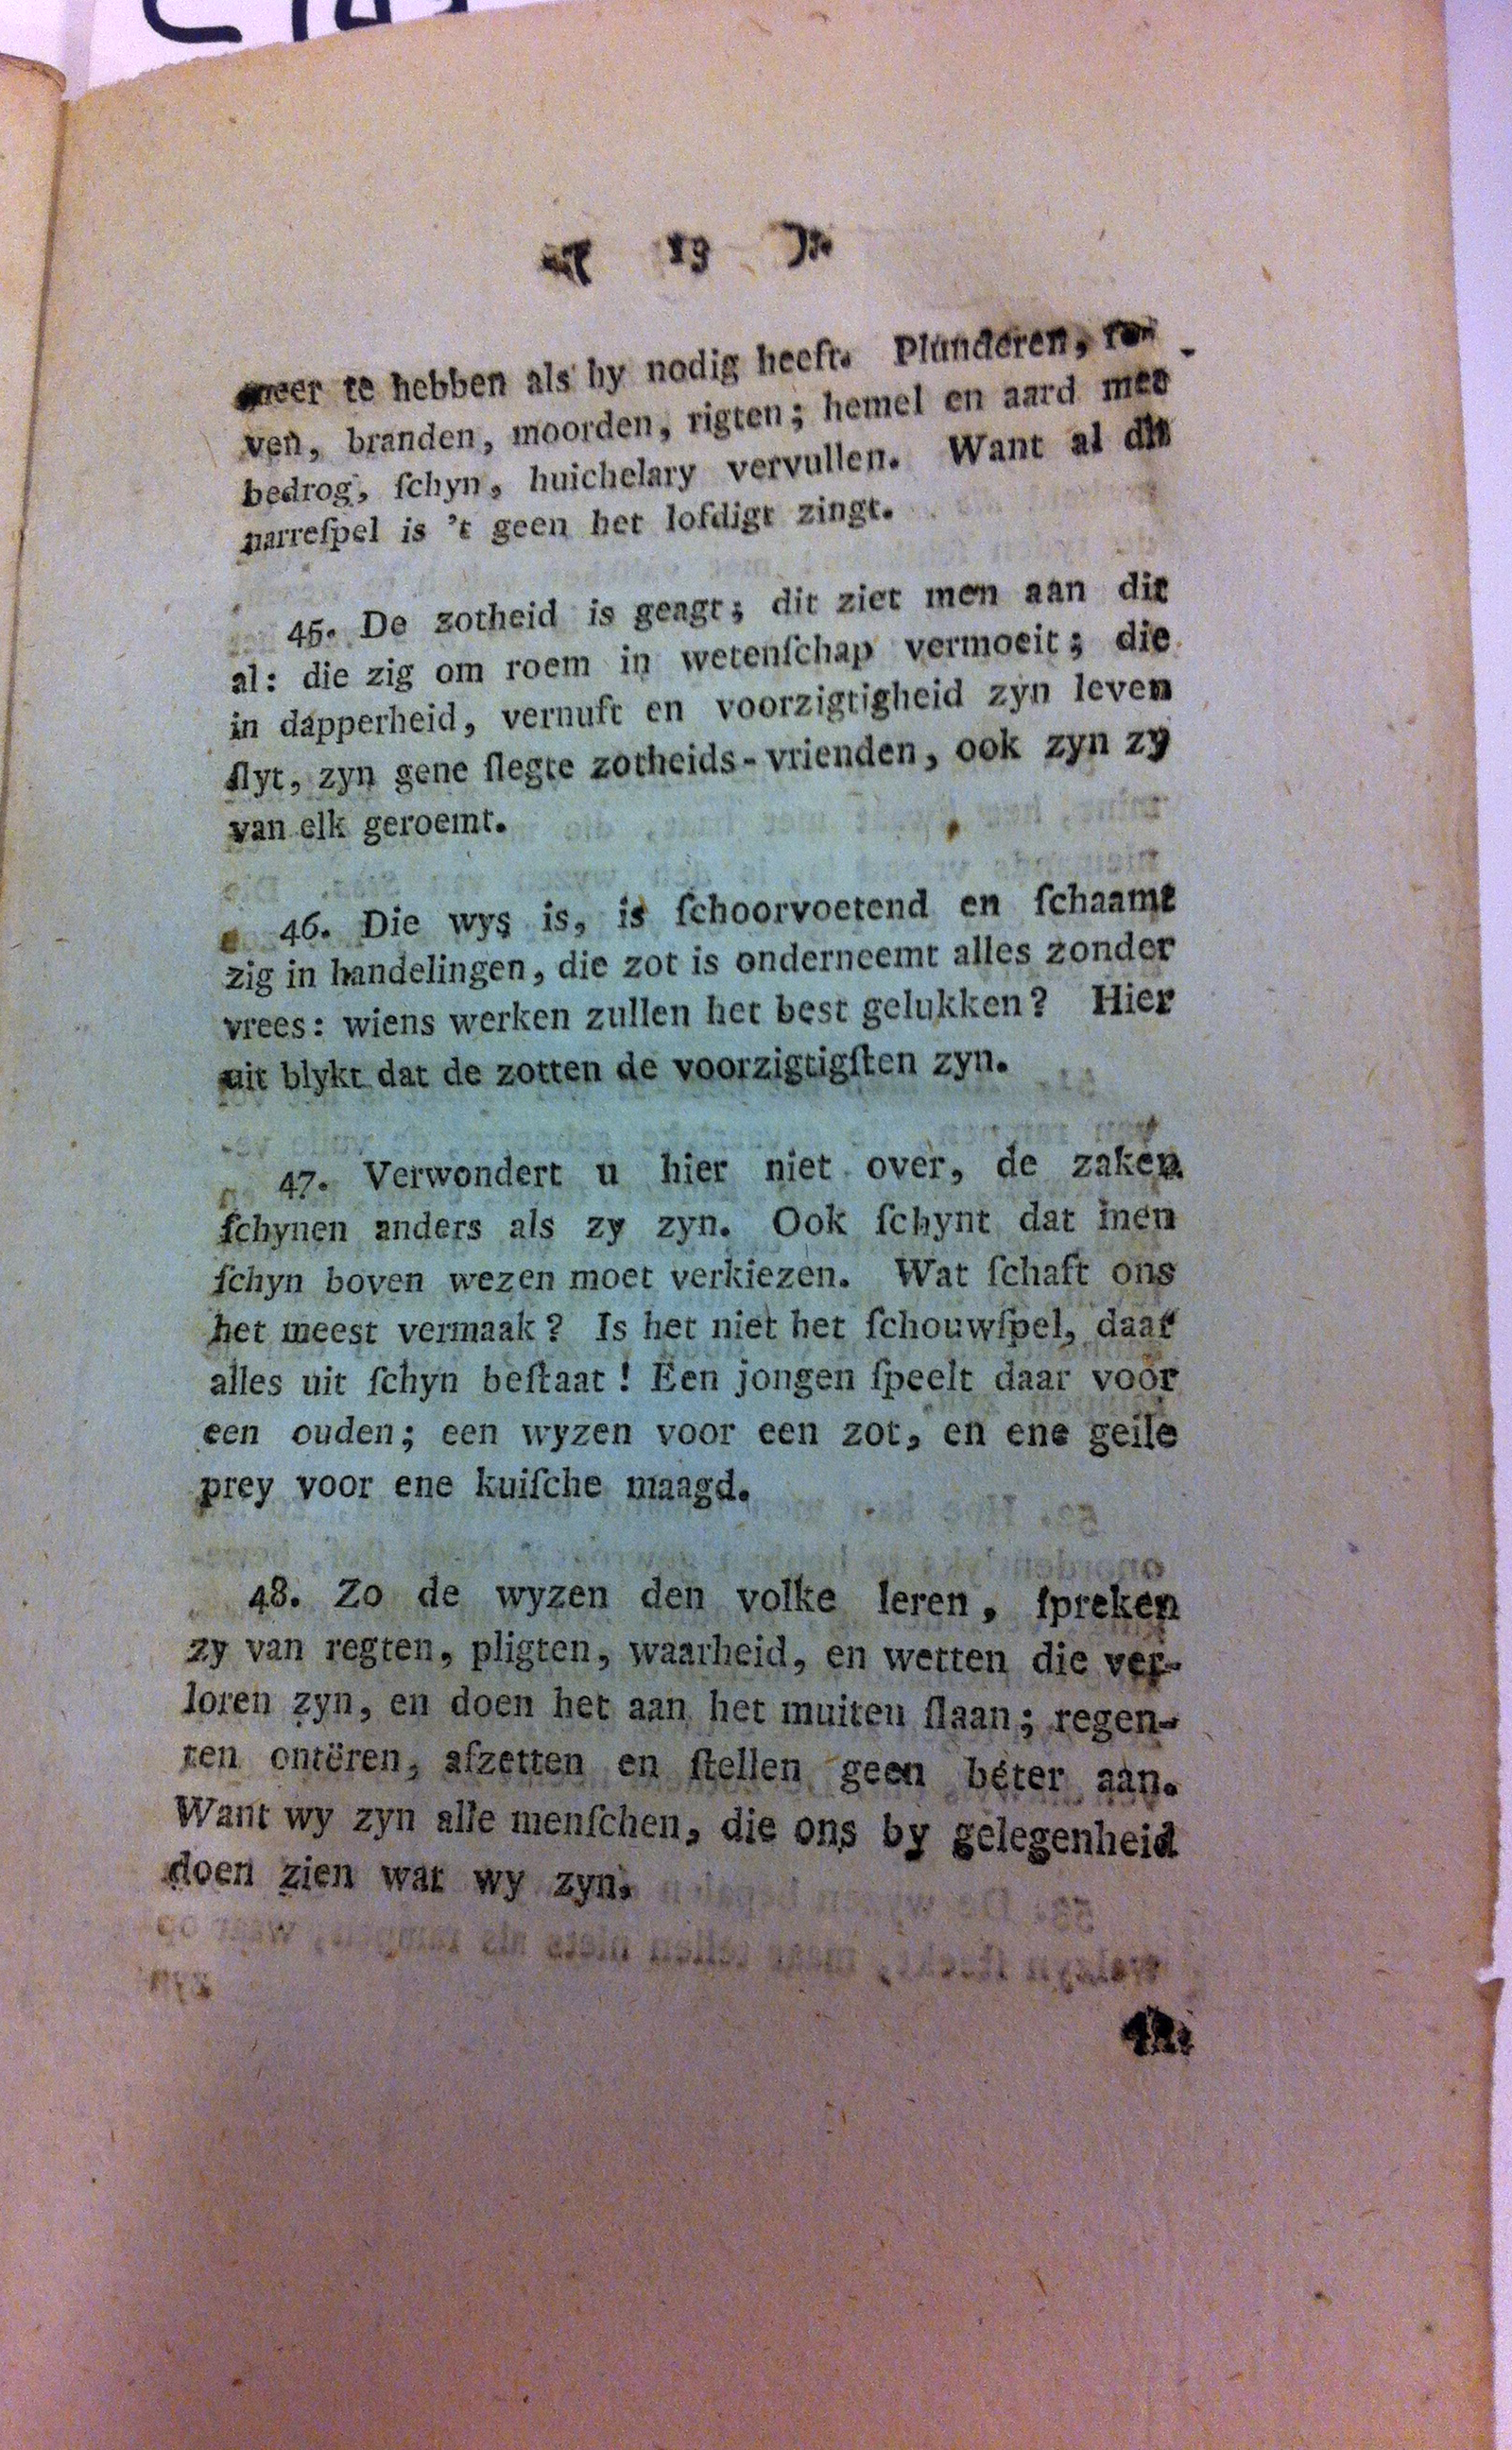 13
meer te hebben als hy nodig heeft. Plunderen, ro-
ven, branden, moorden, rigten; hemel en aard met
bedrog, ſchyn, huichelary vervullen. Want al dit
narreſpel is 't geen het lofdigt zingt.
45. De zotheid is geagt; dit ziet men aan dit
al: die zig om roem in wetenſchap vermoeit; die
in dapperheid, vernuft en voorzigtigheid zyn leven
ſlyt, zyn gene ſlegte zotheids-vrienden, ook zyn zy
van elk geroemt.
46. Die wys is, is ſchoorvoetend en ſchaamt
zig in handelingen, die zot is onderneemt alles zonder
vrees: wiens werken zullen het best gelukken? Hier
uit blykt dat de zotten de voorzigtigſten zyn.
47. Verwondert u hier niet over, de zaken
ſchynen anders als zy zyn. Ook ſchynt dat men
ſchyn boven wezen moet verkiezen. Wat ſchaft ons
het meest vermaak? Is het niet het ſchouwſpel, daar
alles uit ſchyn beſtaat! Een jongen ſpeelt daar voor
een ouden; een wyzen voor een zot, en ene geile
prey voor ene kuiſche maagd.
48. Zo de wyzen den volke leren, ſpreken
zy van regten, pligten, waarheid, en wetten die ver-
loren zyn, en doen het aan het muiten ſlaan; regen-
ten ontëren, afzetten en ſtellen geen beter aan.
Want wy zyn alle menſchen, die ons by gelegenheid
doen zien wat wy zyn.